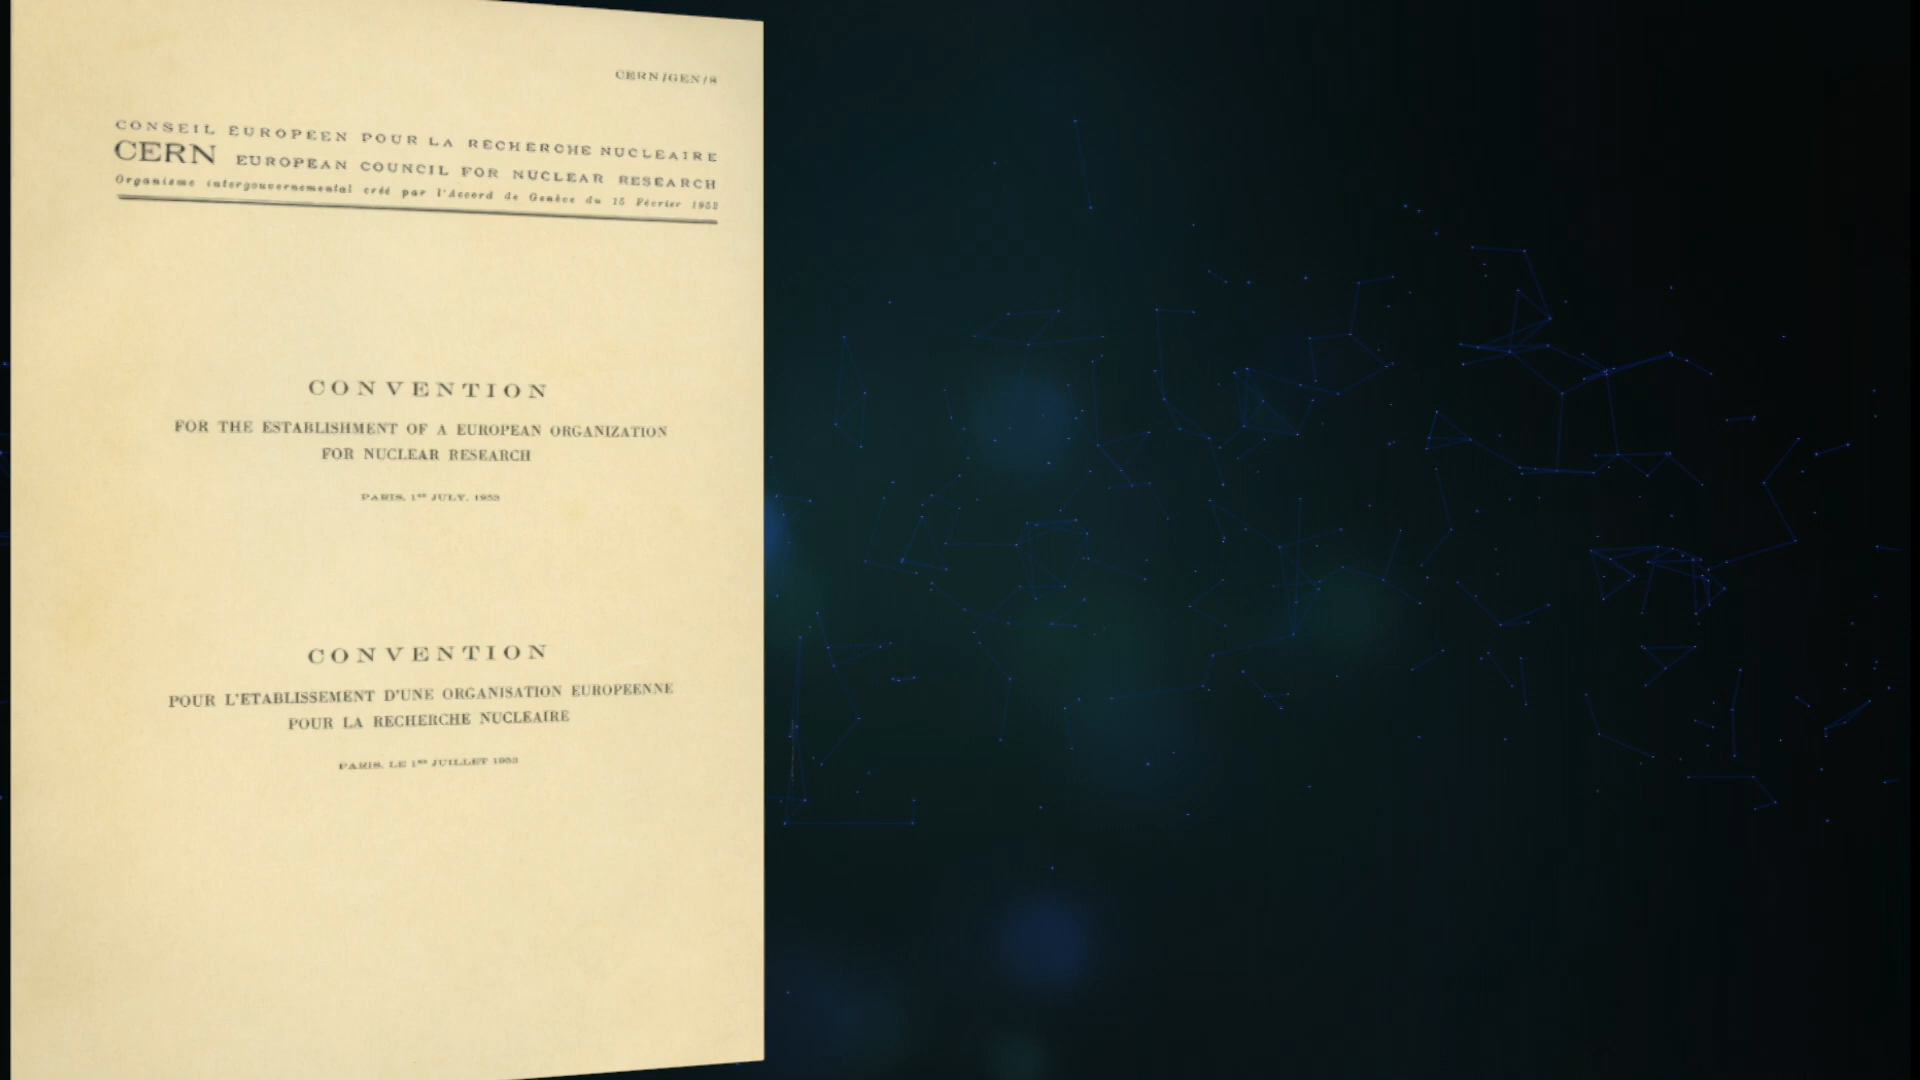 CERN/GEN/8
CONSEIL EUROPEEN POUR LA RECHERCHE NUCLEAIRE
CERN EUROPEAN COUNCIL FOR NUCLEAR RESEARCH
Organisme intergouvernemental créé par l'Accord de Genève du 15 Février 1952
CONVENTION
FOR THE ESTABLISHMENT OF A EUROPEAN ORGANIZATION
FOR NUCLEAR RESEARCH
PARIS, 1ST JULY, 1953
CONVENTION
POUR L'ETABLISSEMENT D'UNE ORGANISATION EUROPEENNE
POUR LA RECHERCHE NUCLEAIRE
PARIS, LE 1ER JUILLET 1953